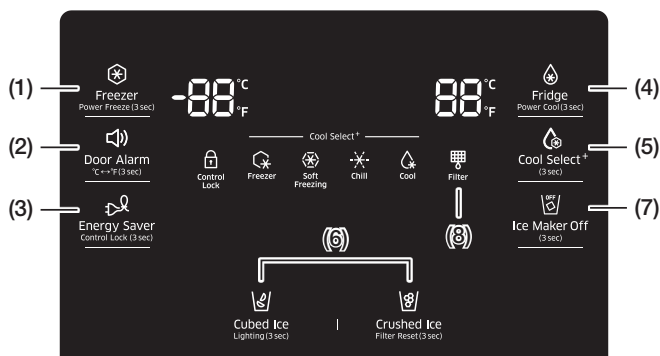 (1)
Freezer
Power Freeze (3 sec)
-88 °C
°F
88 °C
°F
Fridge
Power Cool (3 sec)
(4)
(2)
Door Alarm
°C↔°F (3 sec)
Cool Select+
Control
Lock
Freezer
Soft
Freezing
Chill
Cool
Filter
Cool Select+
(3 sec)
(5)
(3)
Energy Saver
Control Lock (3 sec)
(6)
(8)
OFF
Ice Maker Off
(3 sec)
(7)
Cubed Ice
Lighting (3 sec)
Crushed Ice
Filter Reset (3 sec)